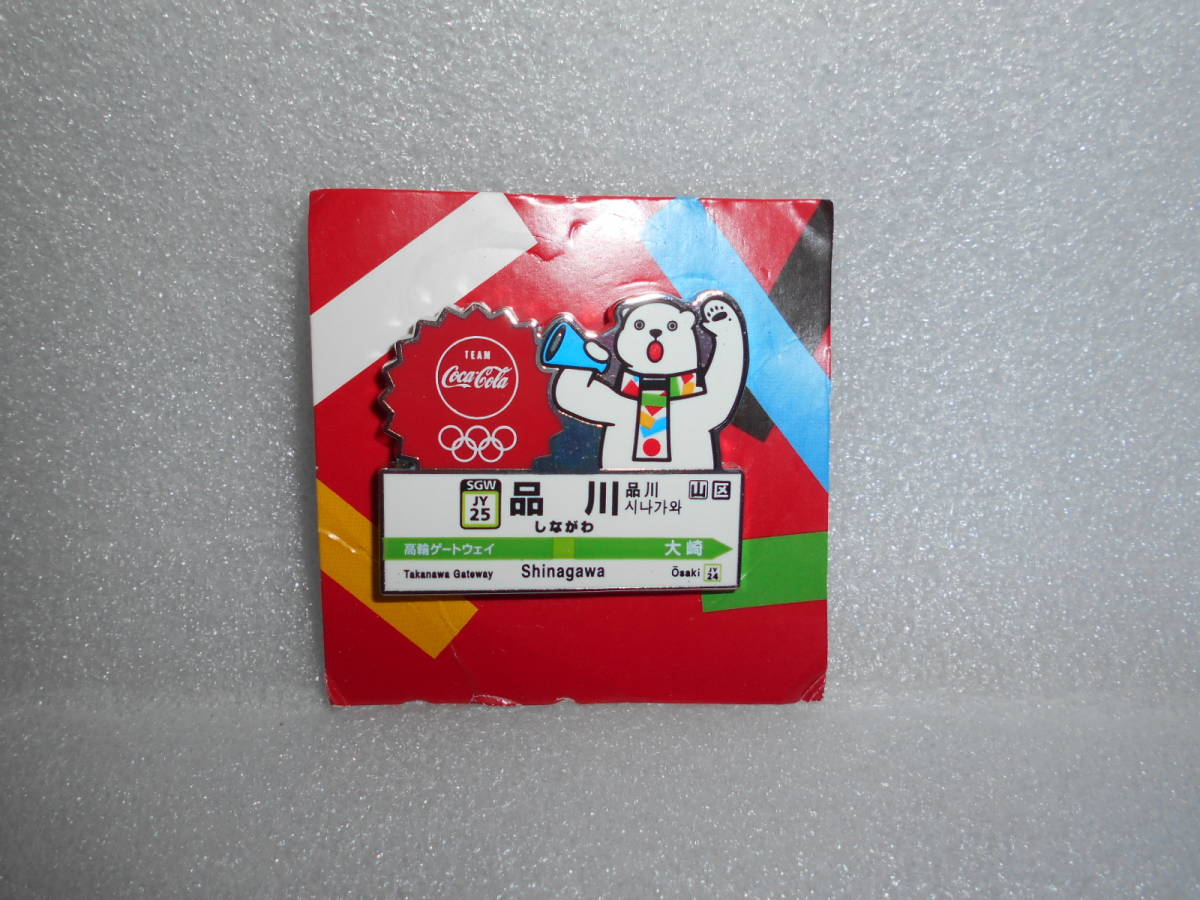 TEAM
Coca-Cola
SGW
JY
25
品川
品川
시나가와
山区
しながわ
高輪ゲートウェイ
大崎
Takanawa Gateway
Shinagawa
Ōsaki
JY
24